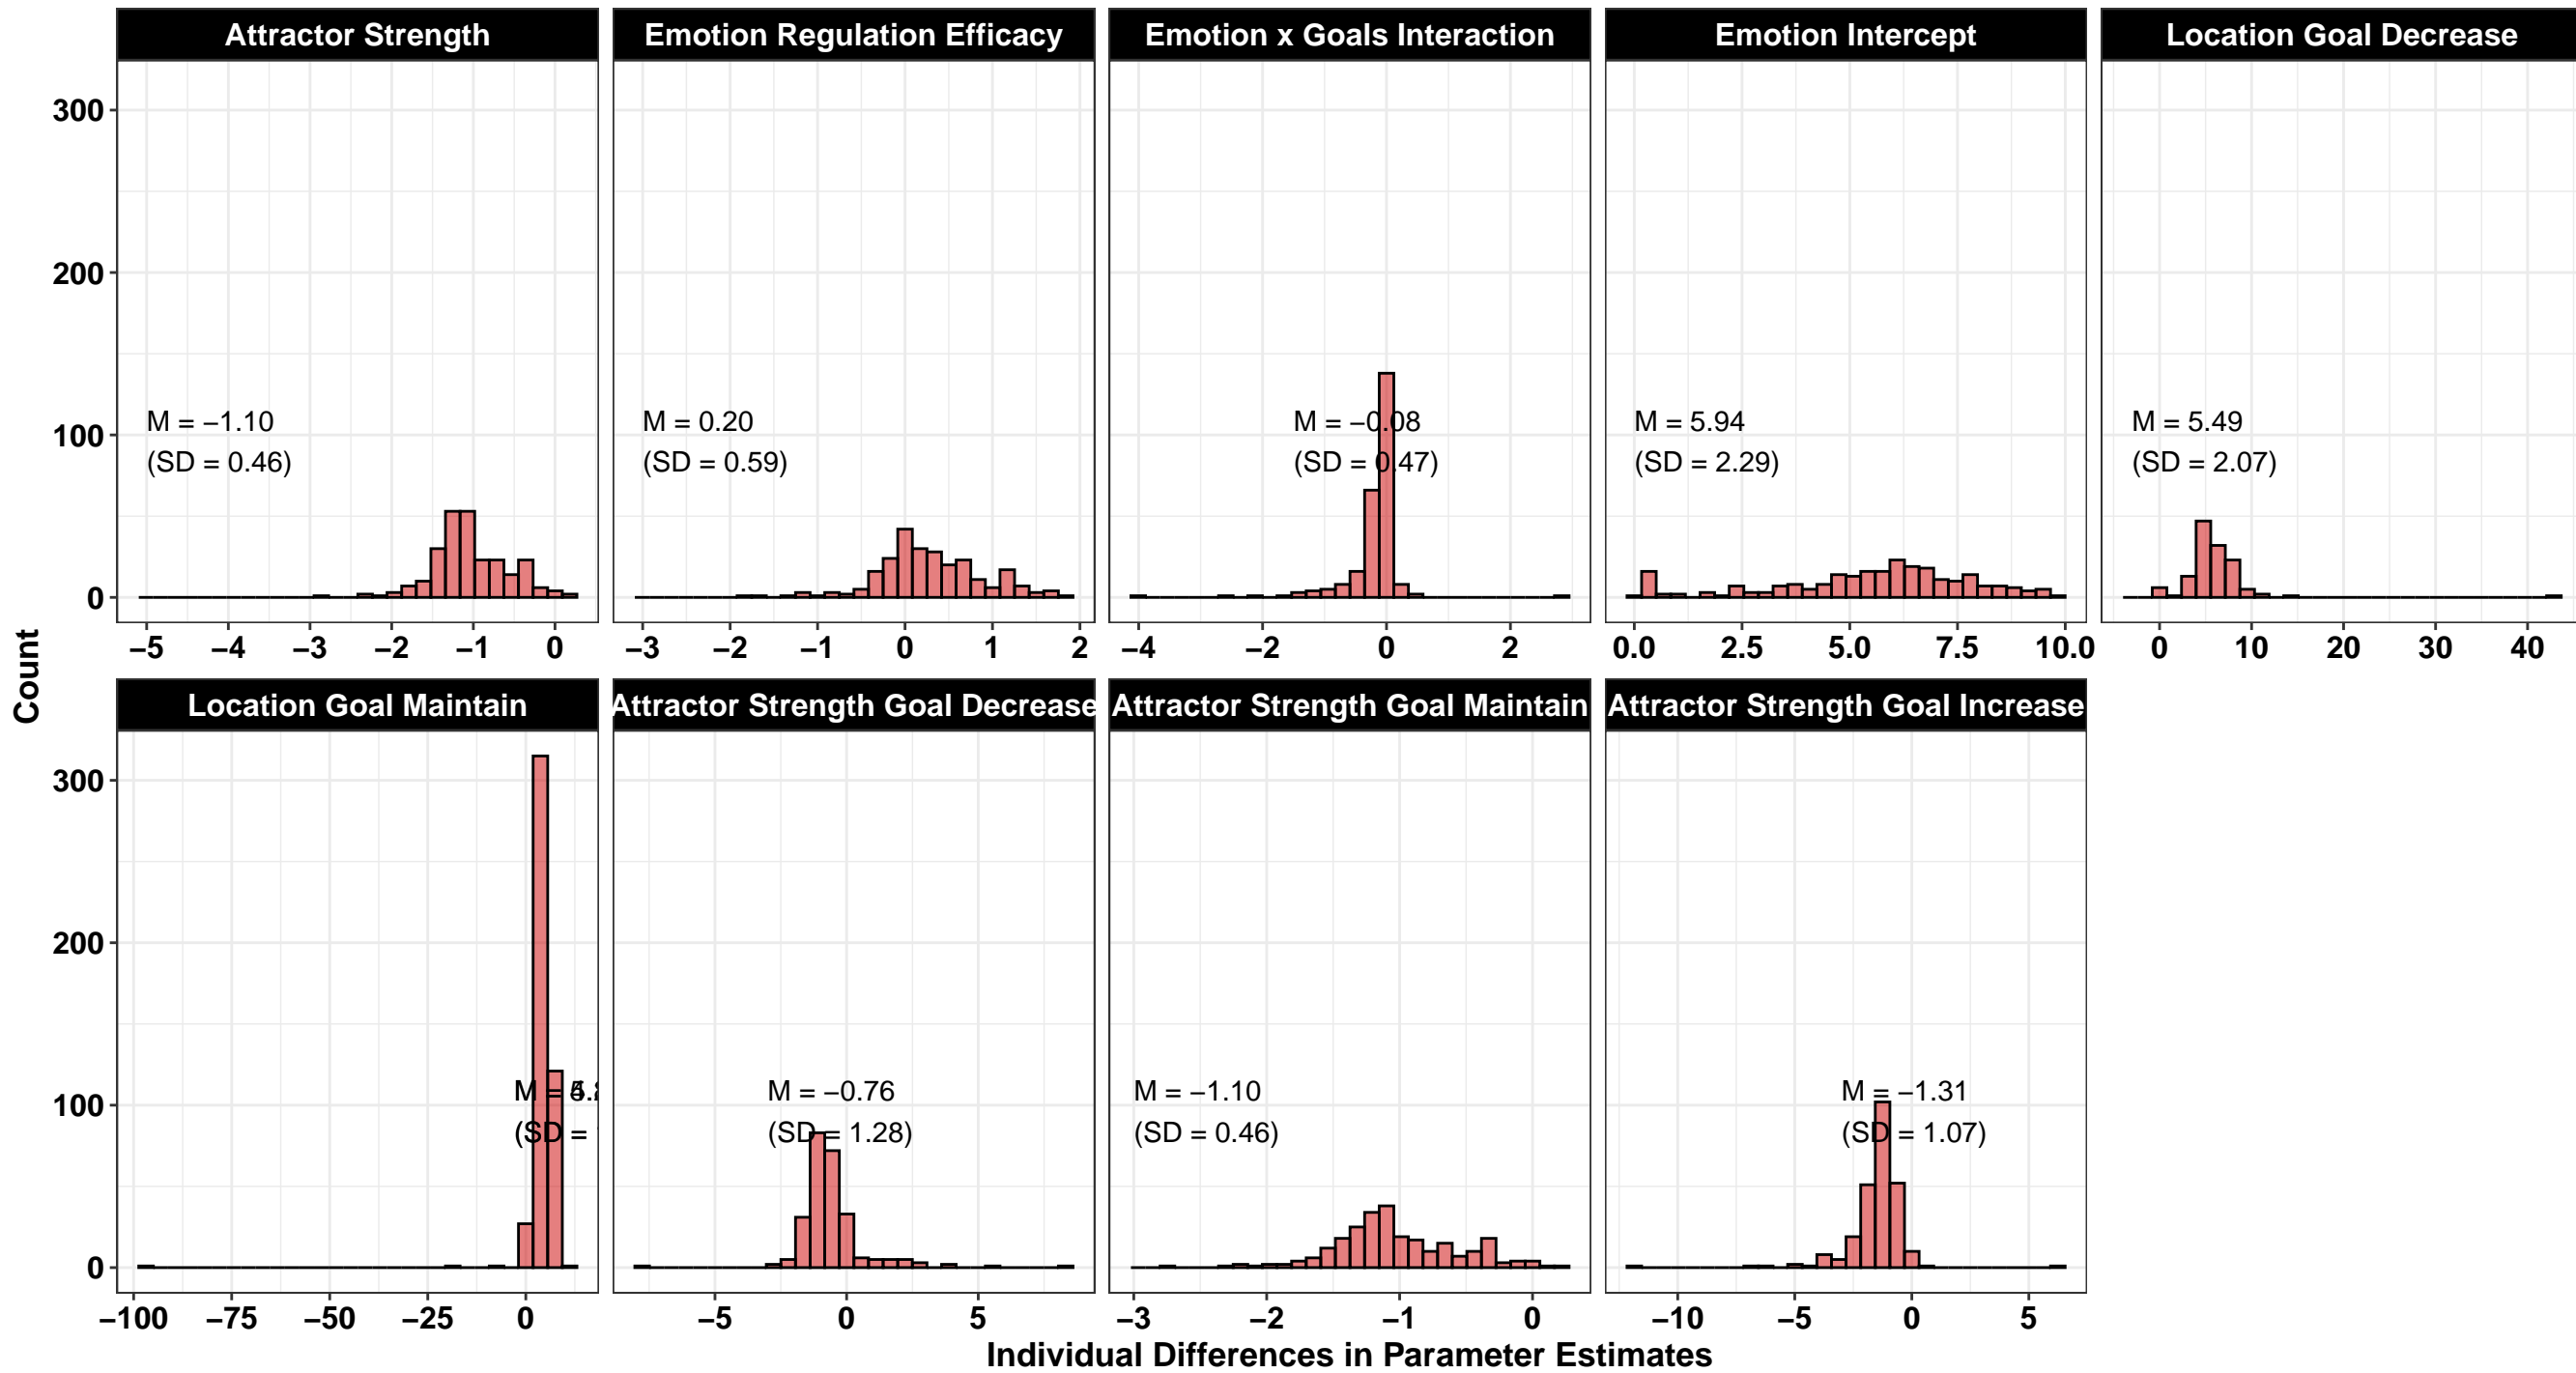 Attractor Strength
Emotion Regulation Efficacy
Emotion x Goals Interaction
Emotion Intercept
Location Goal Decrease
300
200
100
0
M = −1.10
(SD = 0.46)
M = 0.20
(SD = 0.59)
M = −0.08
(SD = 0.47)
M = 5.94
(SD = 2.29)
M = 5.49
(SD = 2.07)
−5 −4 −3 −2 −1 0
−3 −2 −1 0 1 2
−4 −2 0 2
0.0 2.5 5.0 7.5 10.0
0 10 20 30 40
Count
Location Goal Maintain
Attractor Strength Goal Decrease
Attractor Strength Goal Maintain
Attractor Strength Goal Increase
300
200
100
0
M =
(SD =
M = −0.76
(SD = 1.28)
M = −1.10
(SD = 0.46)
M = −1.31
(SD = 1.07)
−100 −75 −50 −25 0
−5 0 5
−3 −2 −1 0
−10 −5 0 5
Individual Differences in Parameter Estimates